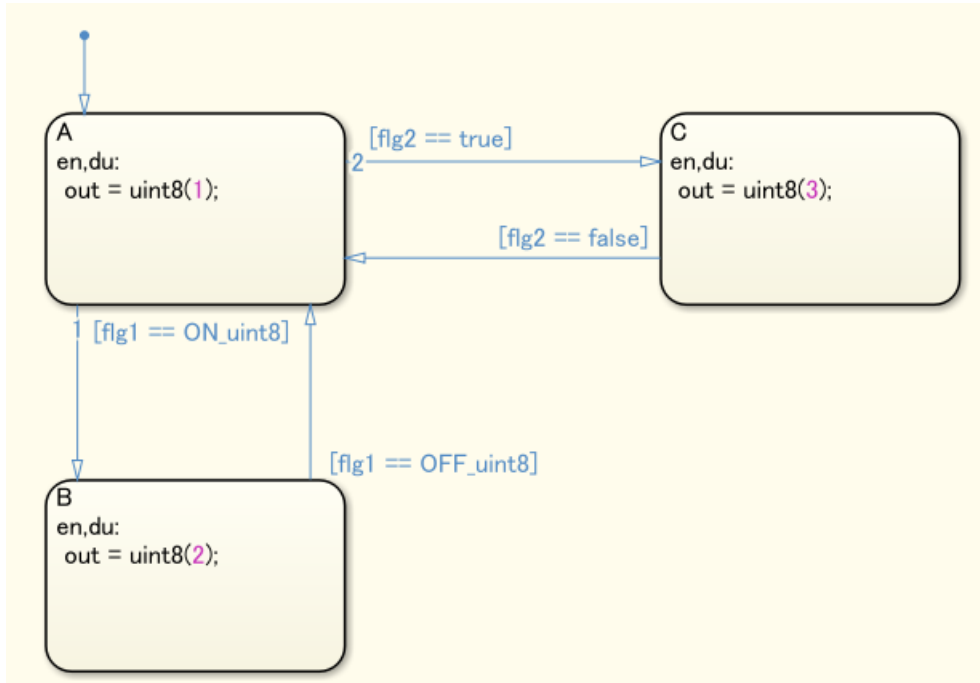 A
en,du:
out = uint8(1);
2
[flg2 == true]
C
en,du:
out = uint8(3);
[flg2 == false]
1 [flg1 == ON_uint8]
[flg1 == OFF_uint8]
B
en,du:
out = uint8(2);